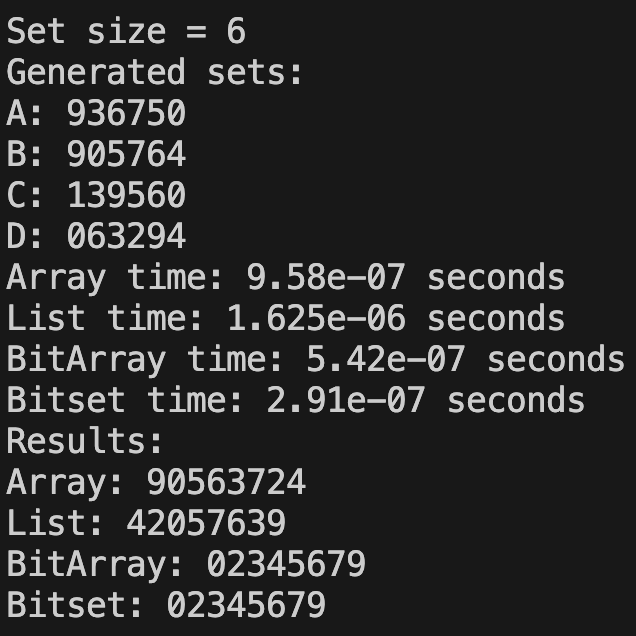 Set size = 6
Generated sets:
A: 936750
B: 905764
C: 139560
D: 063294
Array time: 9.58e-07 seconds
List time: 1.625e-06 seconds
BitArray time: 5.42e-07 seconds
Bitset time: 2.91e-07 seconds
Results:
Array: 90563724
List: 42057639
BitArray: 02345679
Bitset: 02345679